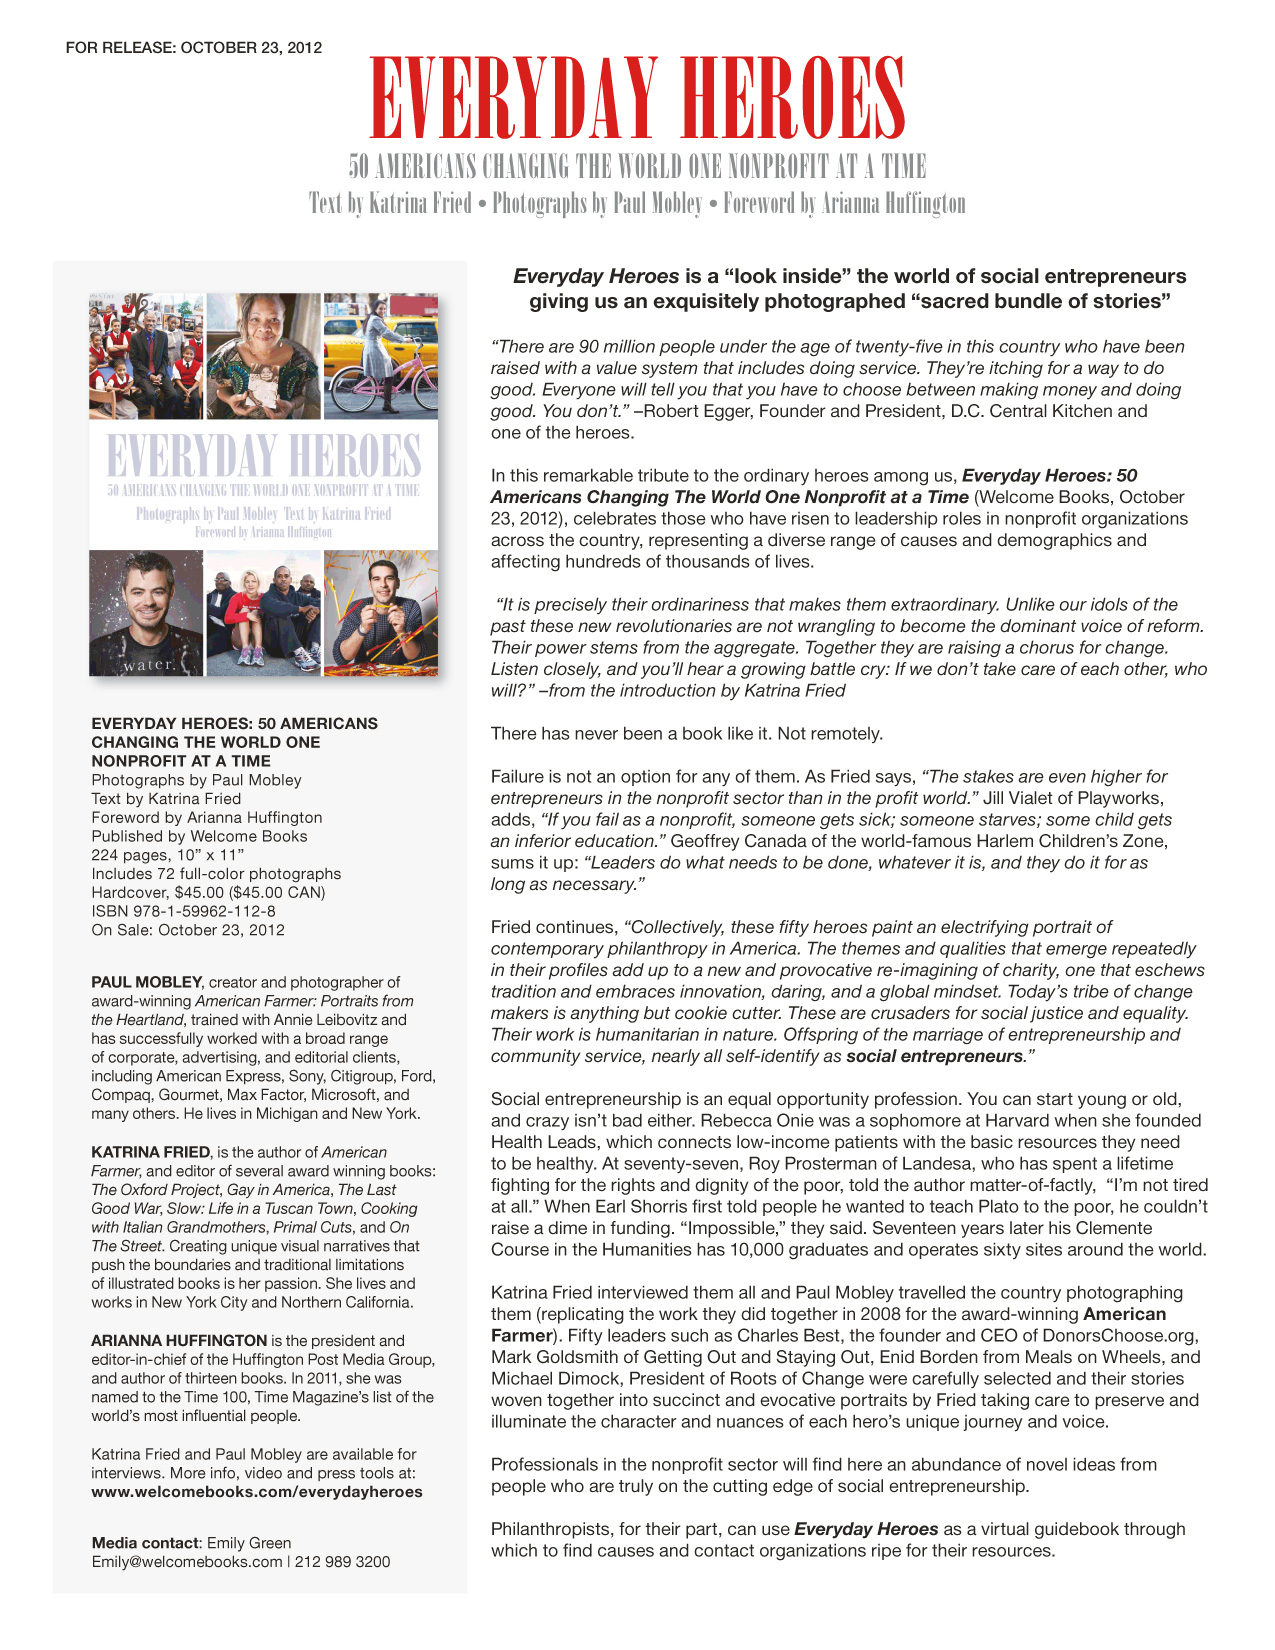 FOR RELEASE: OCTOBER 23, 2012
EVERYDAY HEROES
50 AMERICANS CHANGING THE WORLD ONE NONPROFIT AT A TIME
Text by Katrina Fried • Photographs by Paul Mobley • Foreword by Arianna Huffington
EVERYDAY HEROES
50 AMERICANS CHANGING THE WORLD ONE NONPROFIT AT A TIME
Photographs by Paul Mobley Text by Katrina Fried
Foreword by Arianna Huffington
water.
EVERYDAY HEROES: 50 AMERICANS
CHANGING THE WORLD ONE
NONPROFIT AT A TIME
Photographs by Paul Mobley
Text by Katrina Fried
Foreword by Arianna Huffington
Published by Welcome Books
224 pages, 10” x 11”
Includes 72 full-color photographs
Hardcover, $45.00 ($45.00 CAN)
ISBN 978-1-59962-112-8
On Sale: October 23, 2012
PAUL MOBLEY, creator and photographer of
award-winning American Farmer: Portraits from
the Heartland, trained with Annie Leibovitz and
has successfully worked with a broad range
of corporate, advertising, and editorial clients,
including American Express, Sony, Citigroup, Ford,
Compaq, Gourmet, Max Factor, Microsoft, and
many others. He lives in Michigan and New York.
KATRINA FRIED, is the author of American
Farmer, and editor of several award winning books:
The Oxford Project, Gay in America, The Last
Good War, Slow: Life in a Tuscan Town, Cooking
with Italian Grandmothers, Primal Cuts, and On
The Street. Creating unique visual narratives that
push the boundaries and traditional limitations
of illustrated books is her passion. She lives and
works in New York City and Northern California.
ARIANNA HUFFINGTON is the president and
editor-in-chief of the Huffington Post Media Group,
and author of thirteen books. In 2011, she was
named to the Time 100, Time Magazine’s list of the
world’s most influential people.
Katrina Fried and Paul Mobley are available for
interviews. More info, video and press tools at:
www.welcomebooks.com/everydayheroes
Media contact: Emily Green
Emily@welcomebooks.com | 212 989 3200
Everyday Heroes is a “look inside” the world of social entrepreneurs
giving us an exquisitely photographed “sacred bundle of stories”
“There are 90 million people under the age of twenty-five in this country who have been
raised with a value system that includes doing service. They’re itching for a way to do
good. Everyone will tell you that you have to choose between making money and doing
good. You don’t.” –Robert Egger, Founder and President, D.C. Central Kitchen and
one of the heroes.
In this remarkable tribute to the ordinary heroes among us, Everyday Heroes: 50
Americans Changing The World One Nonprofit at a Time (Welcome Books, October
23, 2012), celebrates those who have risen to leadership roles in nonprofit organizations
across the country, representing a diverse range of causes and demographics and
affecting hundreds of thousands of lives.
“It is precisely their ordinariness that makes them extraordinary. Unlike our idols of the
past these new revolutionaries are not wrangling to become the dominant voice of reform.
Their power stems from the aggregate. Together they are raising a chorus for change.
Listen closely, and you’ll hear a growing battle cry: If we don’t take care of each other, who
will?” –from the introduction by Katrina Fried
There has never been a book like it. Not remotely.
Failure is not an option for any of them. As Fried says, “The stakes are even higher for
entrepreneurs in the nonprofit sector than in the profit world.” Jill Vialet of Playworks,
adds, “If you fail as a nonprofit, someone gets sick; someone starves; some child gets
an inferior education.” Geoffrey Canada of the world-famous Harlem Children’s Zone,
sums it up: “Leaders do what needs to be done, whatever it is, and they do it for as
long as necessary.”
Fried continues, “Collectively, these fifty heroes paint an electrifying portrait of
contemporary philanthropy in America. The themes and qualities that emerge repeatedly
in their profiles add up to a new and provocative re-imagining of charity, one that eschews
tradition and embraces innovation, daring, and a global mindset. Today’s tribe of change
makers is anything but cookie cutter. These are crusaders for social justice and equality.
Their work is humanitarian in nature. Offspring of the marriage of entrepreneurship and
community service, nearly all self-identify as social entrepreneurs.”
Social entrepreneurship is an equal opportunity profession. You can start young or old,
and crazy isn’t bad either. Rebecca Onie was a sophomore at Harvard when she founded
Health Leads, which connects low-income patients with the basic resources they need
to be healthy. At seventy-seven, Roy Prosterman of Landesa, who has spent a lifetime
fighting for the rights and dignity of the poor, told the author matter-of-factly, “I’m not tired
at all.” When Earl Shorris first told people he wanted to teach Plato to the poor, he couldn’t
raise a dime in funding. “Impossible,” they said. Seventeen years later his Clemente
Course in the Humanities has 10,000 graduates and operates sixty sites around the world.
Katrina Fried interviewed them all and Paul Mobley travelled the country photographing
them (replicating the work they did together in 2008 for the award-winning American
Farmer). Fifty leaders such as Charles Best, the founder and CEO of DonorsChoose.org,
Mark Goldsmith of Getting Out and Staying Out, Enid Borden from Meals on Wheels, and
Michael Dimock, President of Roots of Change were carefully selected and their stories
woven together into succinct and evocative portraits by Fried taking care to preserve and
illuminate the character and nuances of each hero’s unique journey and voice.
Professionals in the nonprofit sector will find here an abundance of novel ideas from
people who are truly on the cutting edge of social entrepreneurship.
Philanthropists, for their part, can use Everyday Heroes as a virtual guidebook through
which to find causes and contact organizations ripe for their resources.